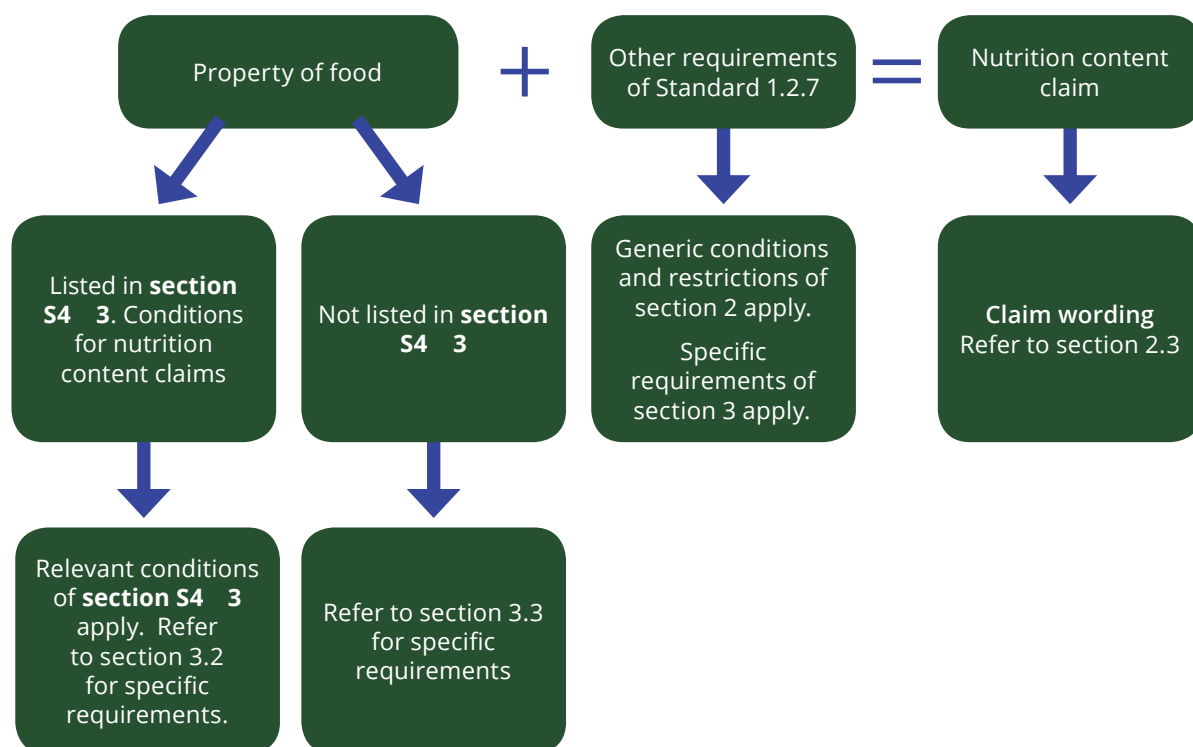 Property of food
+
Other requirements
of Standard 1.2.7
=
Nutrition content
claim
Listed in section
S4 3. Conditions
for nutrition
content claims
Not listed in section
S4 3
Generic conditions
and restrictions of
section 2 apply.
Specific
requirements of
section 3 apply.
Claim wording
Refer to section 2.3
Relevant conditions
of section S4 3
apply. Refer
to section 3.2
for specific
requirements.
Refer to section 3.3
for specific
requirements